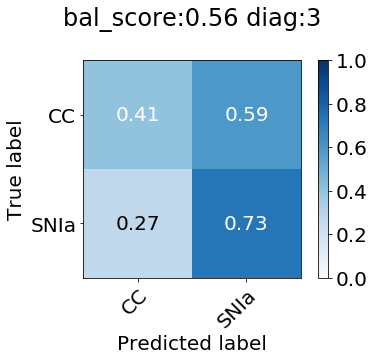 bal_score:0.56 diag:3
1.0
CC 0.41 0.59 0.8
0.6
True label
0.4
SNIa 0.27 0.73
0.2
0.0
CC SNIa
Predicted label